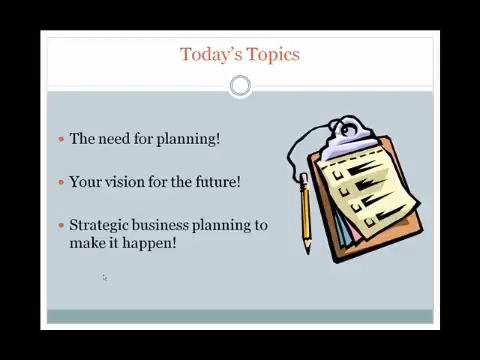 Today's Topics
The need for planning!
Your vision for the future!
Strategic business planning to
make it happen!